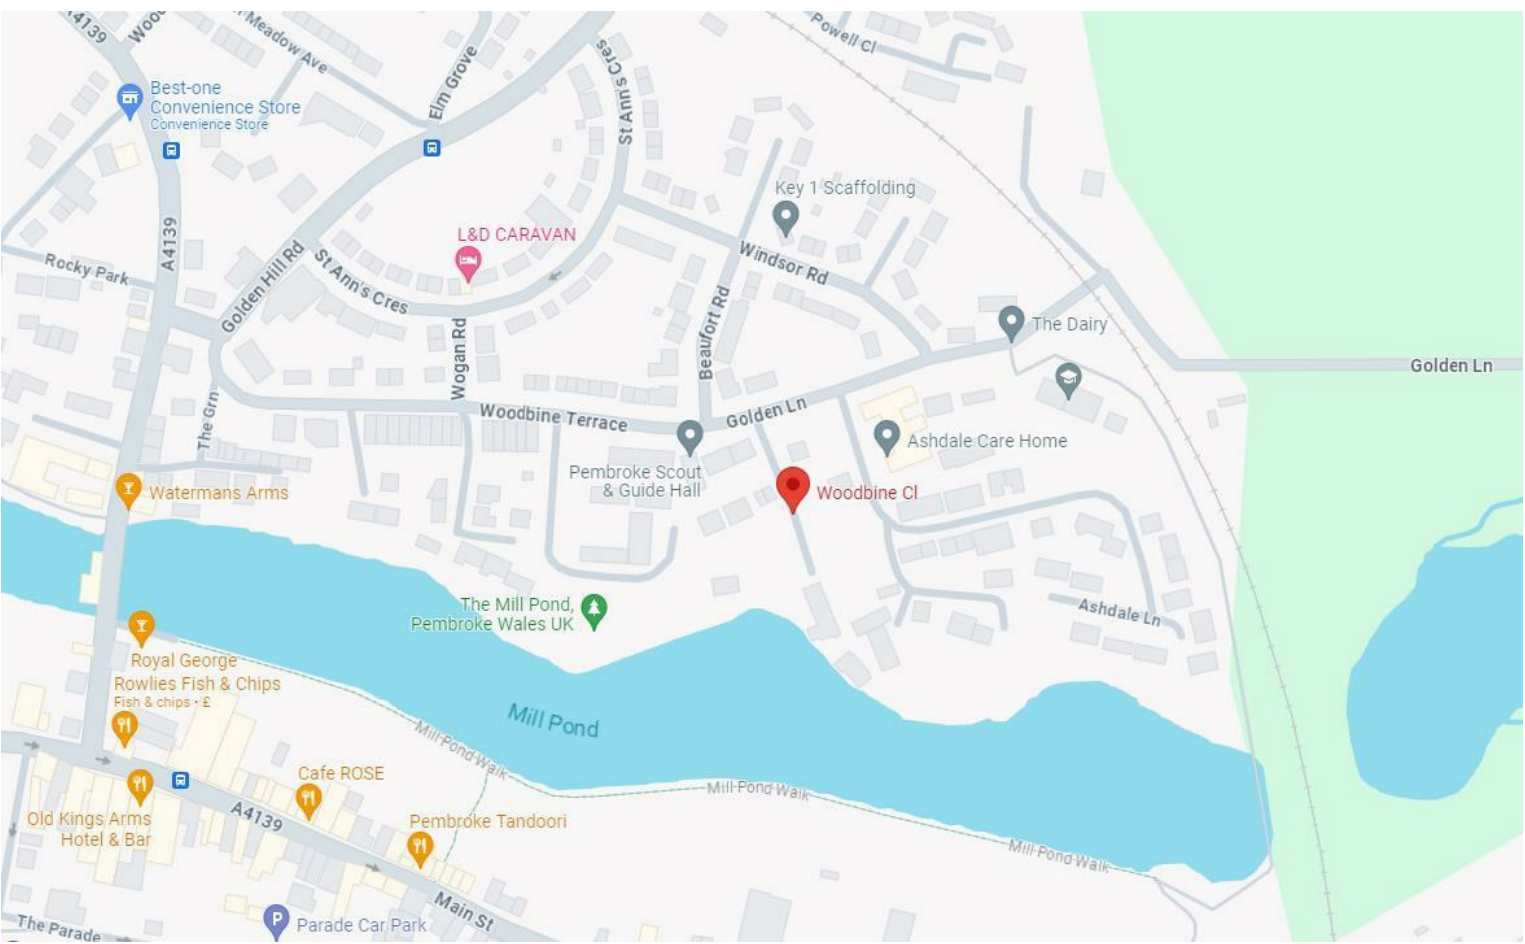 A4139
Meadow Ave
Powell Cl
Elm Grove
St Ann's Cres
Best-one
Convenience Store
Convenience Store
Key 1 Scaffolding
A4139
L&D CARAVAN
Windsor Rd
Rocky Park
Golden Hill Rd
St Ann's Cres
Beaufort Rd
The Dairy
Wogan Rd
Golden Ln
The Grn
Woodbine Terrace
Golden Ln
Ashdale Care Home
Pembroke Scout
& Guide Hall
Watermans Arms
Woodbine Cl
The Mill Pond,
Pembroke Wales UK
Ashdale Ln
Royal George
Rowlies Fish & Chips
Fish & chips · £
Mill Pond
Mill Pond Walk
Cafe ROSE
Mill Pond Walk
Old Kings Arms
Hotel & Bar
A4139
Pembroke Tandoori
Mill Pond Walk
Main St
P
Parade Car Park
The Parade